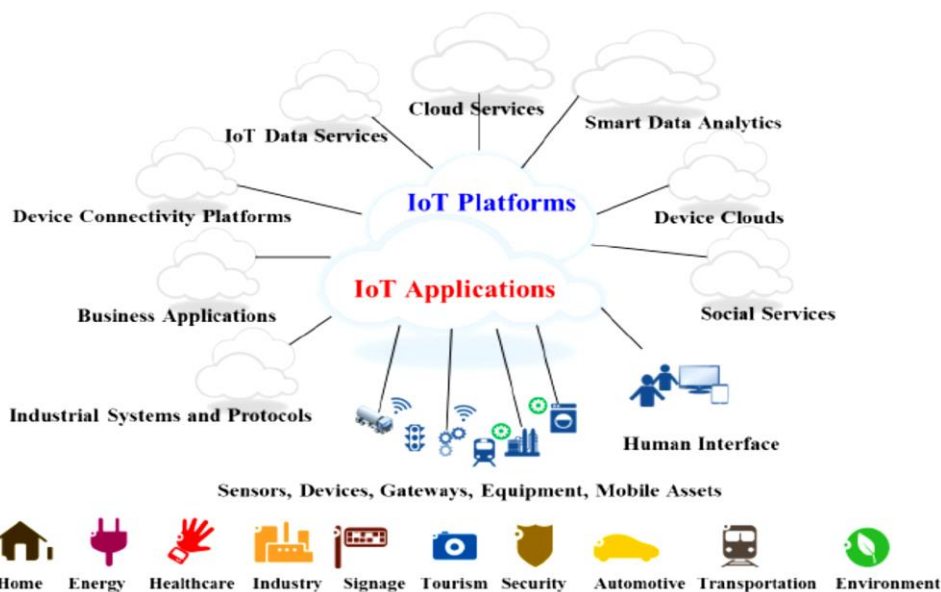 Cloud Services
Smart Data Analytics
IoT Data Services
IoT Platforms
Device Connectivity Platforms
Device Clouds
IoT Applications
Business Applications
Social Services
Industrial Systems and Protocols
Human Interface
Sensors, Devices, Gateways, Equipment, Mobile Assets
Home Energy Healthcare Industry Signage Tourism Security Automotive Transportation Environment